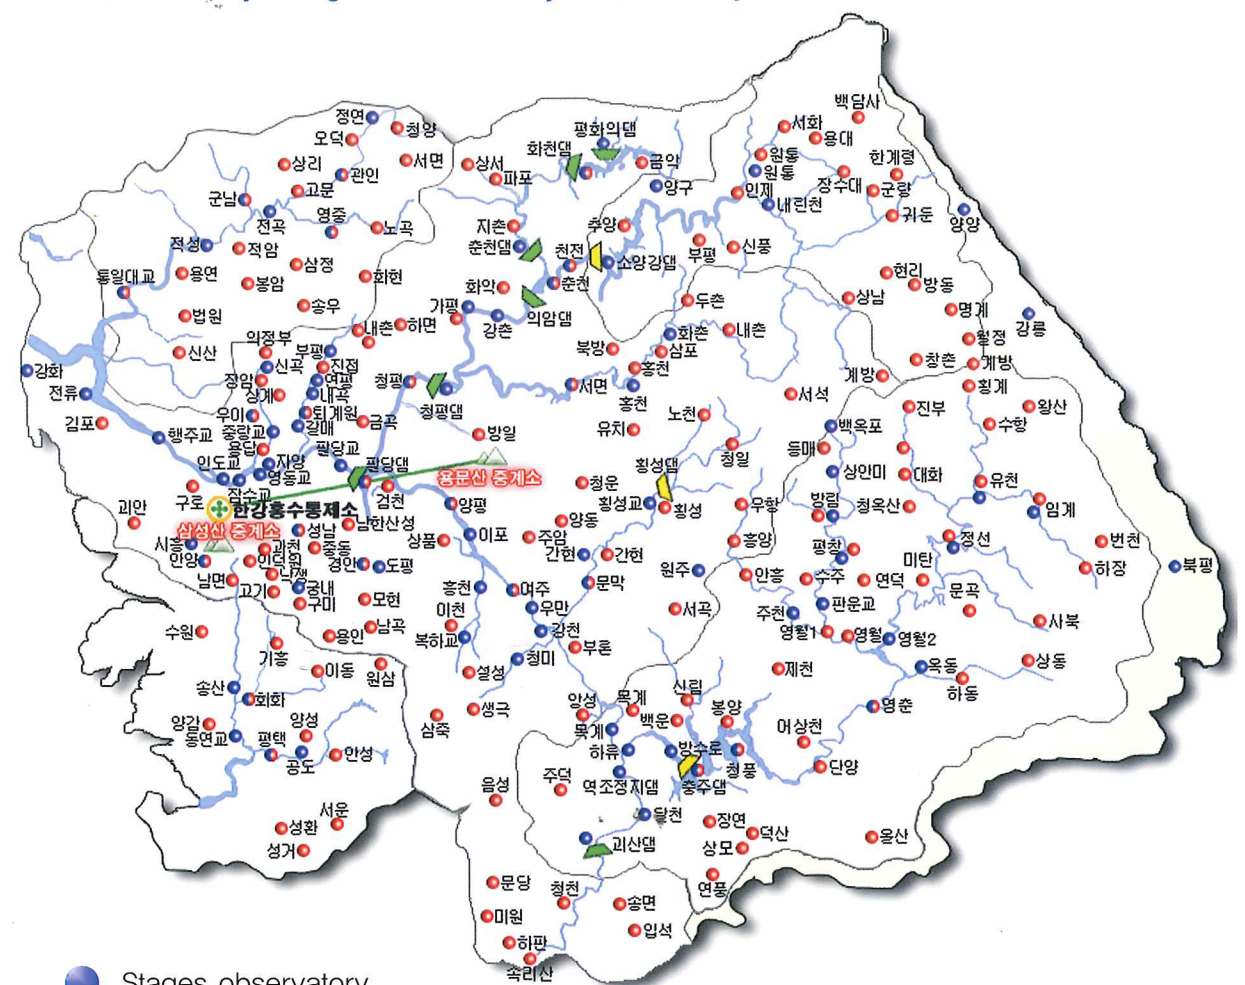 백담사
정연
청양
오덕
서화
용대
평화의댐
화천댐
상리
서면
상서
금악
원통
원통
한계령
관인
파포
장수대
고문
양구
인제
군량
군남
내린천
전곡
영중
노곡
지촌
추양
귀둔
양양
적성
적암
춘천댐
천전
소양강댐
부평
신풍
통일대교
용연
삼정
화현
춘천
현리
봉암
화악
방동
송우
가평
강촌
의암댐
두촌
상남
명계
강릉
법원
내촌
하면
화촌
내촌
월정
의정부
부평
북방
삼포
신산
신곡
직접
홍천
창촌
계방
강화
장암
연평
청평
서면
계방
횡계
전류
상계
내곡
청평댐
홍천
서석
우이
퇴계원
금곡
노천
진부
왕산
김포
중랑교
갈매
방일
유치
백옥포
수항
행주교
용답
팔당교
등매
인도교
자양
팔당댐
횡성댐
청일
상안미
대화
영동교
용문산 중계소
유천
구로
잠수교
검천
청운
횡성교
횡성
방림
청옥산
한강홍수통제소
양평
우항
임계
괴안
삼성산 중계소
성남
남한산성
양동
시흥
과천
중동
상품
이포
주암
흥양
평창
정선
번천
안양
인덕원
경안
도평
간현
간현
미탄
북평
남면
낙생
궁내
원주
안흥
수주
연덕
하장
고기
구미
모현
흥천
여주
문막
문곡
이천
우만
서곡
주천
판운교
수원
용인
남곡
복하교
강천
영월1
영월
영월2
사북
기흥
부론
이동
원삼
설성
청미
제천
옥동
상동
송산
회화
앙성
목계
신림
하동
양감
양성
삼죽
생극
백운
봉양
영춘
동연교
평택
목계
어상천
공도
안성
하류
방수로
청풍
주덕
역조정지댐
충주댐
단양
음성
서운
달천
장연
성환
덕산
용산
성거
괴산댐
상모
문당
청천
연풍
미원
송면
하판
입석
속리산
Stages observatory